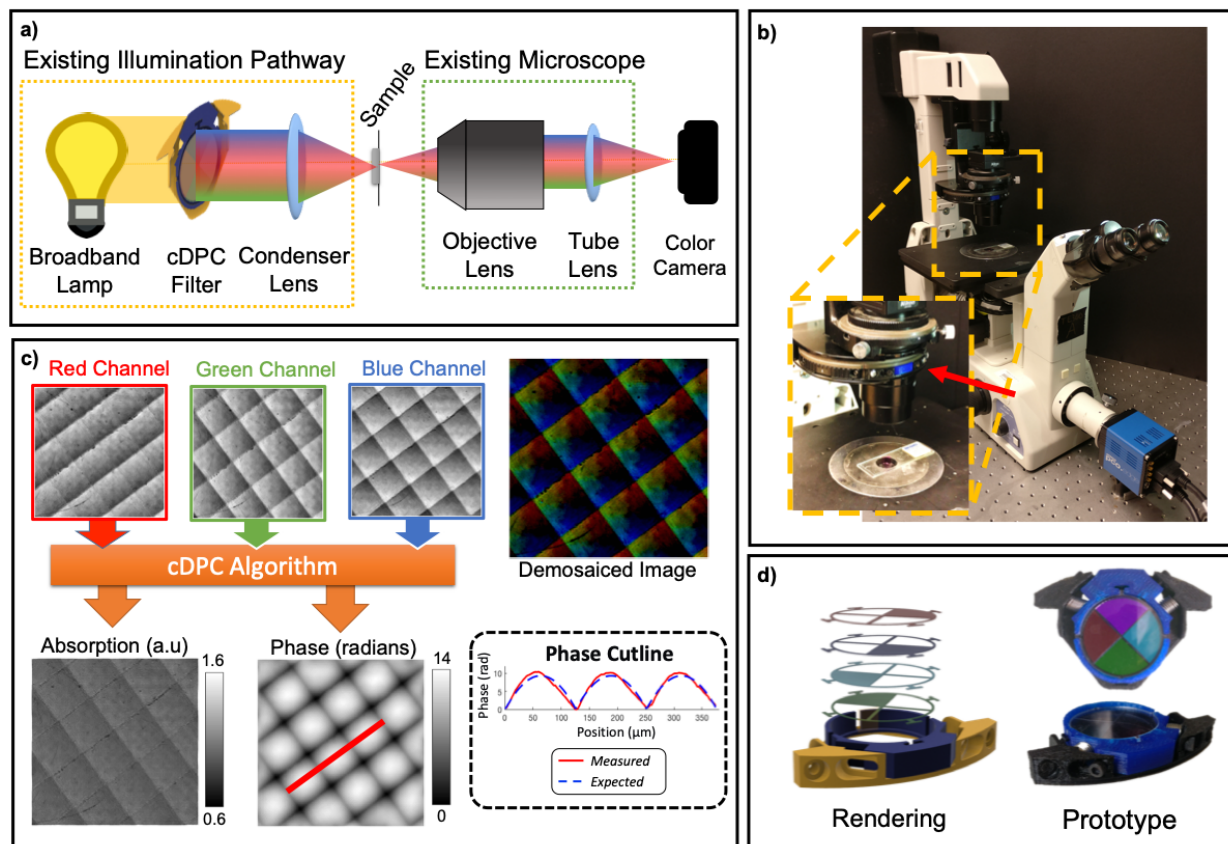 a)
Existing Illumination Pathway
Existing Microscope
Sample
Broadband
Lamp
cDPC
Filter
Condenser
Lens
Objective
Lens
Tube
Lens
Color
Camera
b)
c)
Red Channel
Green Channel
Blue Channel
cDPC Algorithm
Demosaiced Image
Absorption (a.u)
1.6
0.6
Phase (radians)
14
0
Phase Cutline
Phase (rad)
10
5
0
0
50
100
150
200
250
300
350
Position (µm)
Measured
Expected
d)
Rendering
Prototype